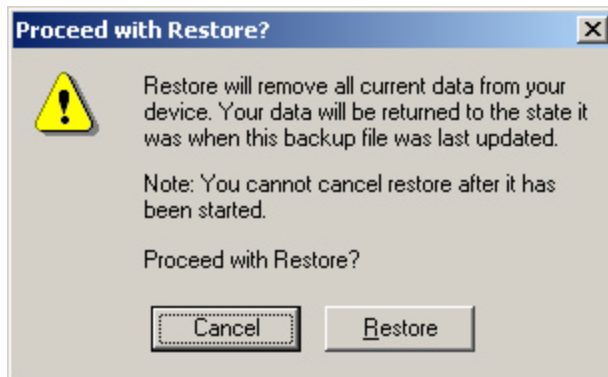 Proceed with Restore?
Restore will remove all current data from your
device. Your data will be returned to the state it
was when this backup file was last updated.
Note: You cannot cancel restore after it has
been started.
Proceed with Restore?
Cancel
Restore